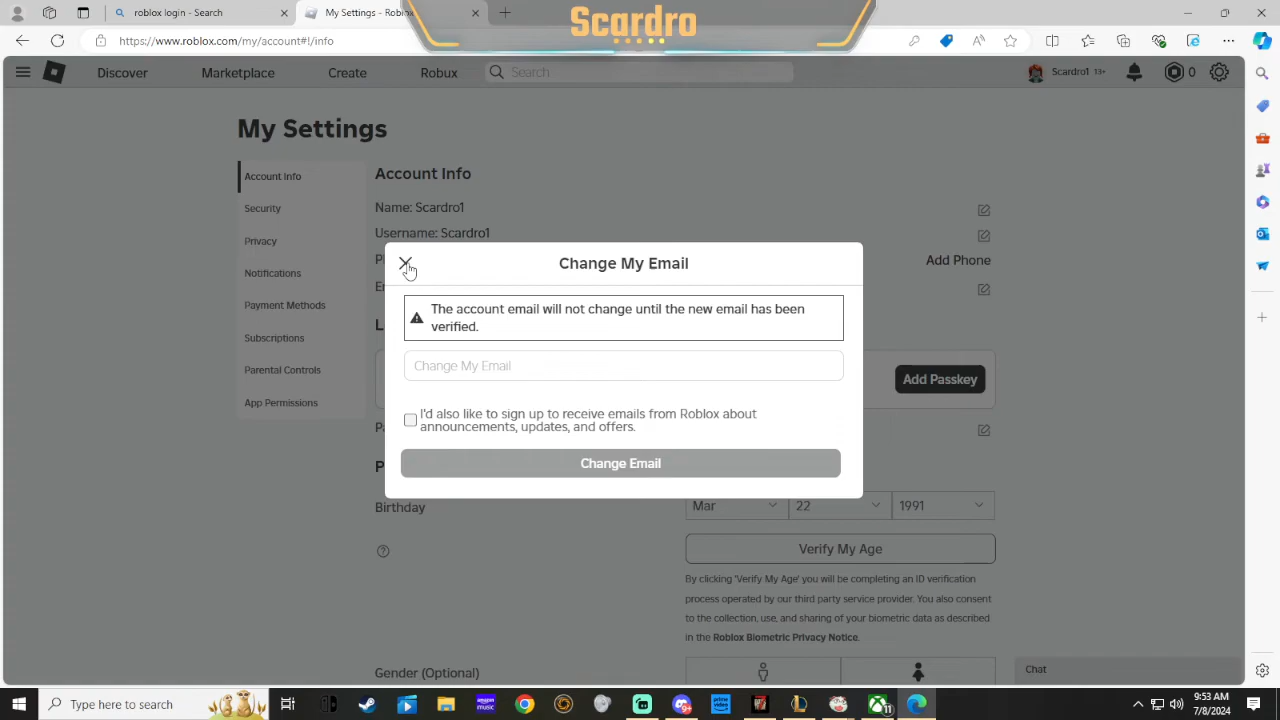 roblox login - Search
My Settings - Roblox
Scardro
https://www.roblox.com/myaccount#!/info
Discover
Marketplace
Create
Robux
Search
Scardro1 13+
0
My Settings
Account Info
Security
Privacy
Notifications
Payment Methods
Subscriptions
Parental Controls
App Permissions
Account Info
Name: Scardro1
Username: Scardro1
Add Phone
Change My Email
The account email will not change until the new email has been
verified.
Change My Email
I'd also like to sign up to receive emails from Roblox about
announcements, updates, and offers.
Change Email
Add Passkey
Birthday
Mar
22
1991
Verify My Age
By clicking 'Verify My Age' you will be completing an ID verification
process operated by our third party service provider. You also consent
to the collection, use, and sharing of your biometric data as described
in the Roblox Biometric Privacy Notice.
Gender (Optional)
Chat
Type here to search
9:53 AM
7/8/2024